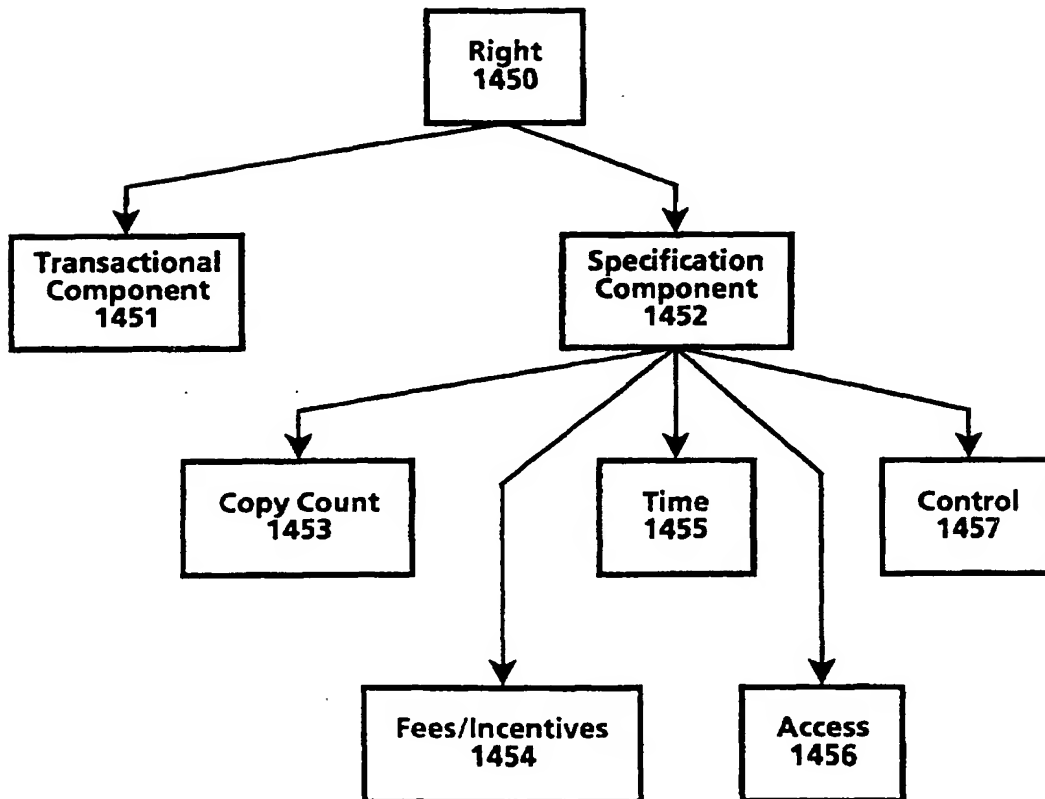 Right
1450
Transactional
Component
1451
Specification
Component
1452
Copy Count
1453
Time
1455
Control
1457
Fees/Incentives
1454
Access
1456